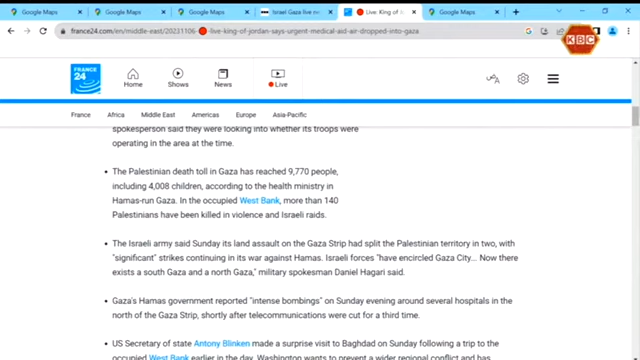 Google Maps
Google Maps
Google Maps
Israel Gaza live
Live: King of
Google Maps
france24.com/en/middle-east/20231106-🔴-live-king-of-jordan-says-urgent-medical-aid-air-dropped-into-gaza
KBC
FRANCE
24
Home
Shows
News
Live
France
Africa
Middle East
Americas
Europe
Asia-Pacific
spokesperson said they were looking into whether its troops were
operating in the area at the time.
• The Palestinian death toll in Gaza has reached 9,770 people,
including 4,008 children, according to the health ministry in
Hamas-run Gaza. In the occupied West Bank, more than 140
Palestinians have been killed in violence and Israeli raids.
• The Israeli army said Sunday its land assault on the Gaza Strip had split the Palestinian territory in two, with
"significant" strikes continuing in its war against Hamas. Israeli forces "have encircled Gaza City... Now there
exists a south Gaza and a north Gaza," military spokesman Daniel Hagari said.
• Gaza's Hamas government reported "intense bombings" on Sunday evening around several hospitals in the
north of the Gaza Strip, shortly after telecommunications were cut for a third time.
• US Secretary of state Antony Blinken made a surprise visit to Baghdad on Sunday following a trip to the
occupied West Bank earlier in the day. Washington wants to prevent a wider regional conflict and has